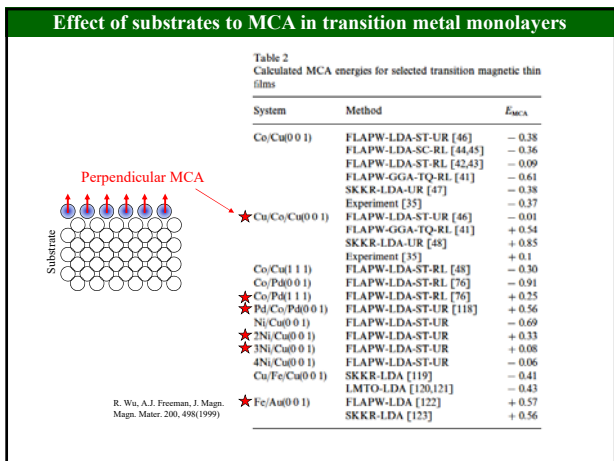 Effect of substrates to MCA in transition metal monolayers
Table 2
Calculated MCA energies for selected transition magnetic thin
films
System Method E_MCA
Co/Cu(0 0 1) FLAPW-LDA-ST-UR [46] − 0.38
FLAPW-LDA-SC-RL [44,45] − 0.36
FLAPW-LDA-ST-RL [42,43] − 0.09
FLAPW-GGA-TQ-RL [41] − 0.61
SKKR-LDA-UR [47] − 0.38
Experiment [35] − 0.37
Cu/Co/Cu(0 0 1) FLAPW-LDA-ST-UR [46] − 0.01
FLAPW-GGA-TQ-RL [41] + 0.54
SKKR-LDA-UR [48] + 0.85
Experiment [35] + 0.1
Co/Cu(1 1 1) FLAPW-LDA-ST-RL [48] − 0.30
Co/Pd(0 0 1) FLAPW-LDA-ST-RL [76] − 0.91
Co/Pd(1 1 1) FLAPW-LDA-ST-RL [76] + 0.25
Pd/Co/Pd(0 0 1) FLAPW-LDA-ST-UR [118] + 0.56
Ni/Cu(0 0 1) FLAPW-LDA-ST-UR − 0.69
2Ni/Cu(0 0 1) FLAPW-LDA-ST-UR + 0.33
3Ni/Cu(0 0 1) FLAPW-LDA-ST-UR + 0.08
4Ni/Cu(0 0 1) FLAPW-LDA-ST-UR − 0.06
Cu/Fe/Cu(0 0 1) SKKR-LDA [119] − 0.41
LMTO-LDA [120,121] − 0.43
Fe/Au(0 0 1) FLAPW-LDA [122] + 0.57
SKKR-LDA [123] + 0.56
Perpendicular MCA
Substrate
R. Wu, A.J. Freeman, J. Magn.
Magn. Mater. 200, 498(1999)